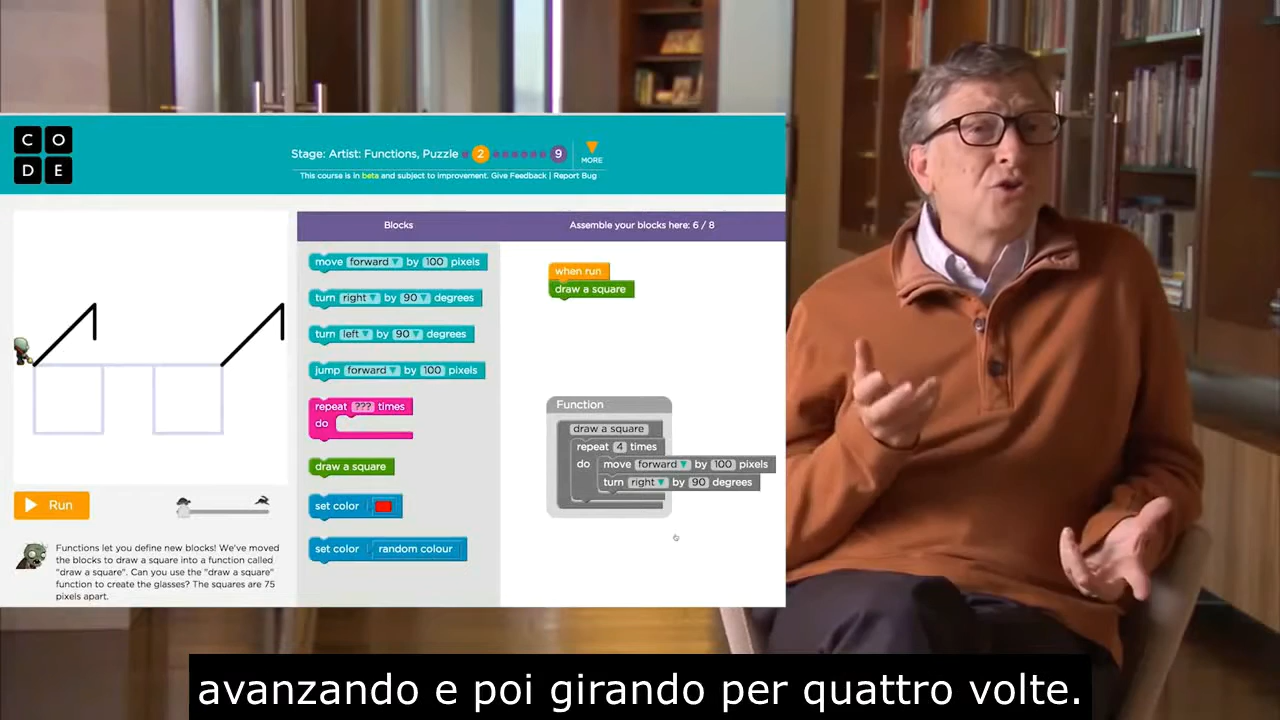 C O
D E
Stage: Artist: Functions, Puzzle 2 9
MORE
This course is in beta and subject to improvement. Give Feedback | Report Bug
Blocks
Assemble your blocks here: 6 / 8
move forward by 100 pixels
turn right by 90 degrees
turn left by 90 degrees
jump forward by 100 pixels
repeat ??? times
do
draw a square
set color
set color random colour
when run
draw a square
Function
draw a square
repeat 4 times
do move forward by 100 pixels
turn right by 90 degrees
Run
Functions let you define new blocks! We've moved
the blocks to draw a square into a function called
"draw a square". Can you use the "draw a square"
function to create the glasses? The squares are 75
pixels apart.
avanzando e poi girando per quattro volte.